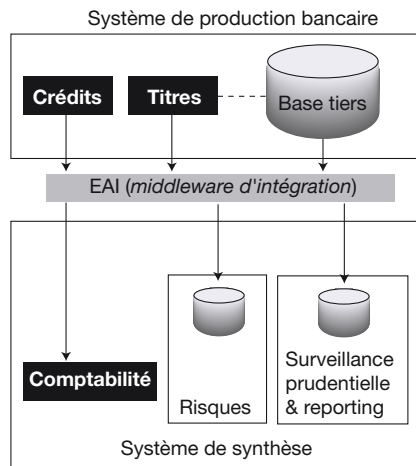 Système de production bancaire
Crédits
Titres
Base tiers
EAI (middleware d'intégration)
Comptabilité
Risques
Surveillance
prudentielle
& reporting
Système de synthèse